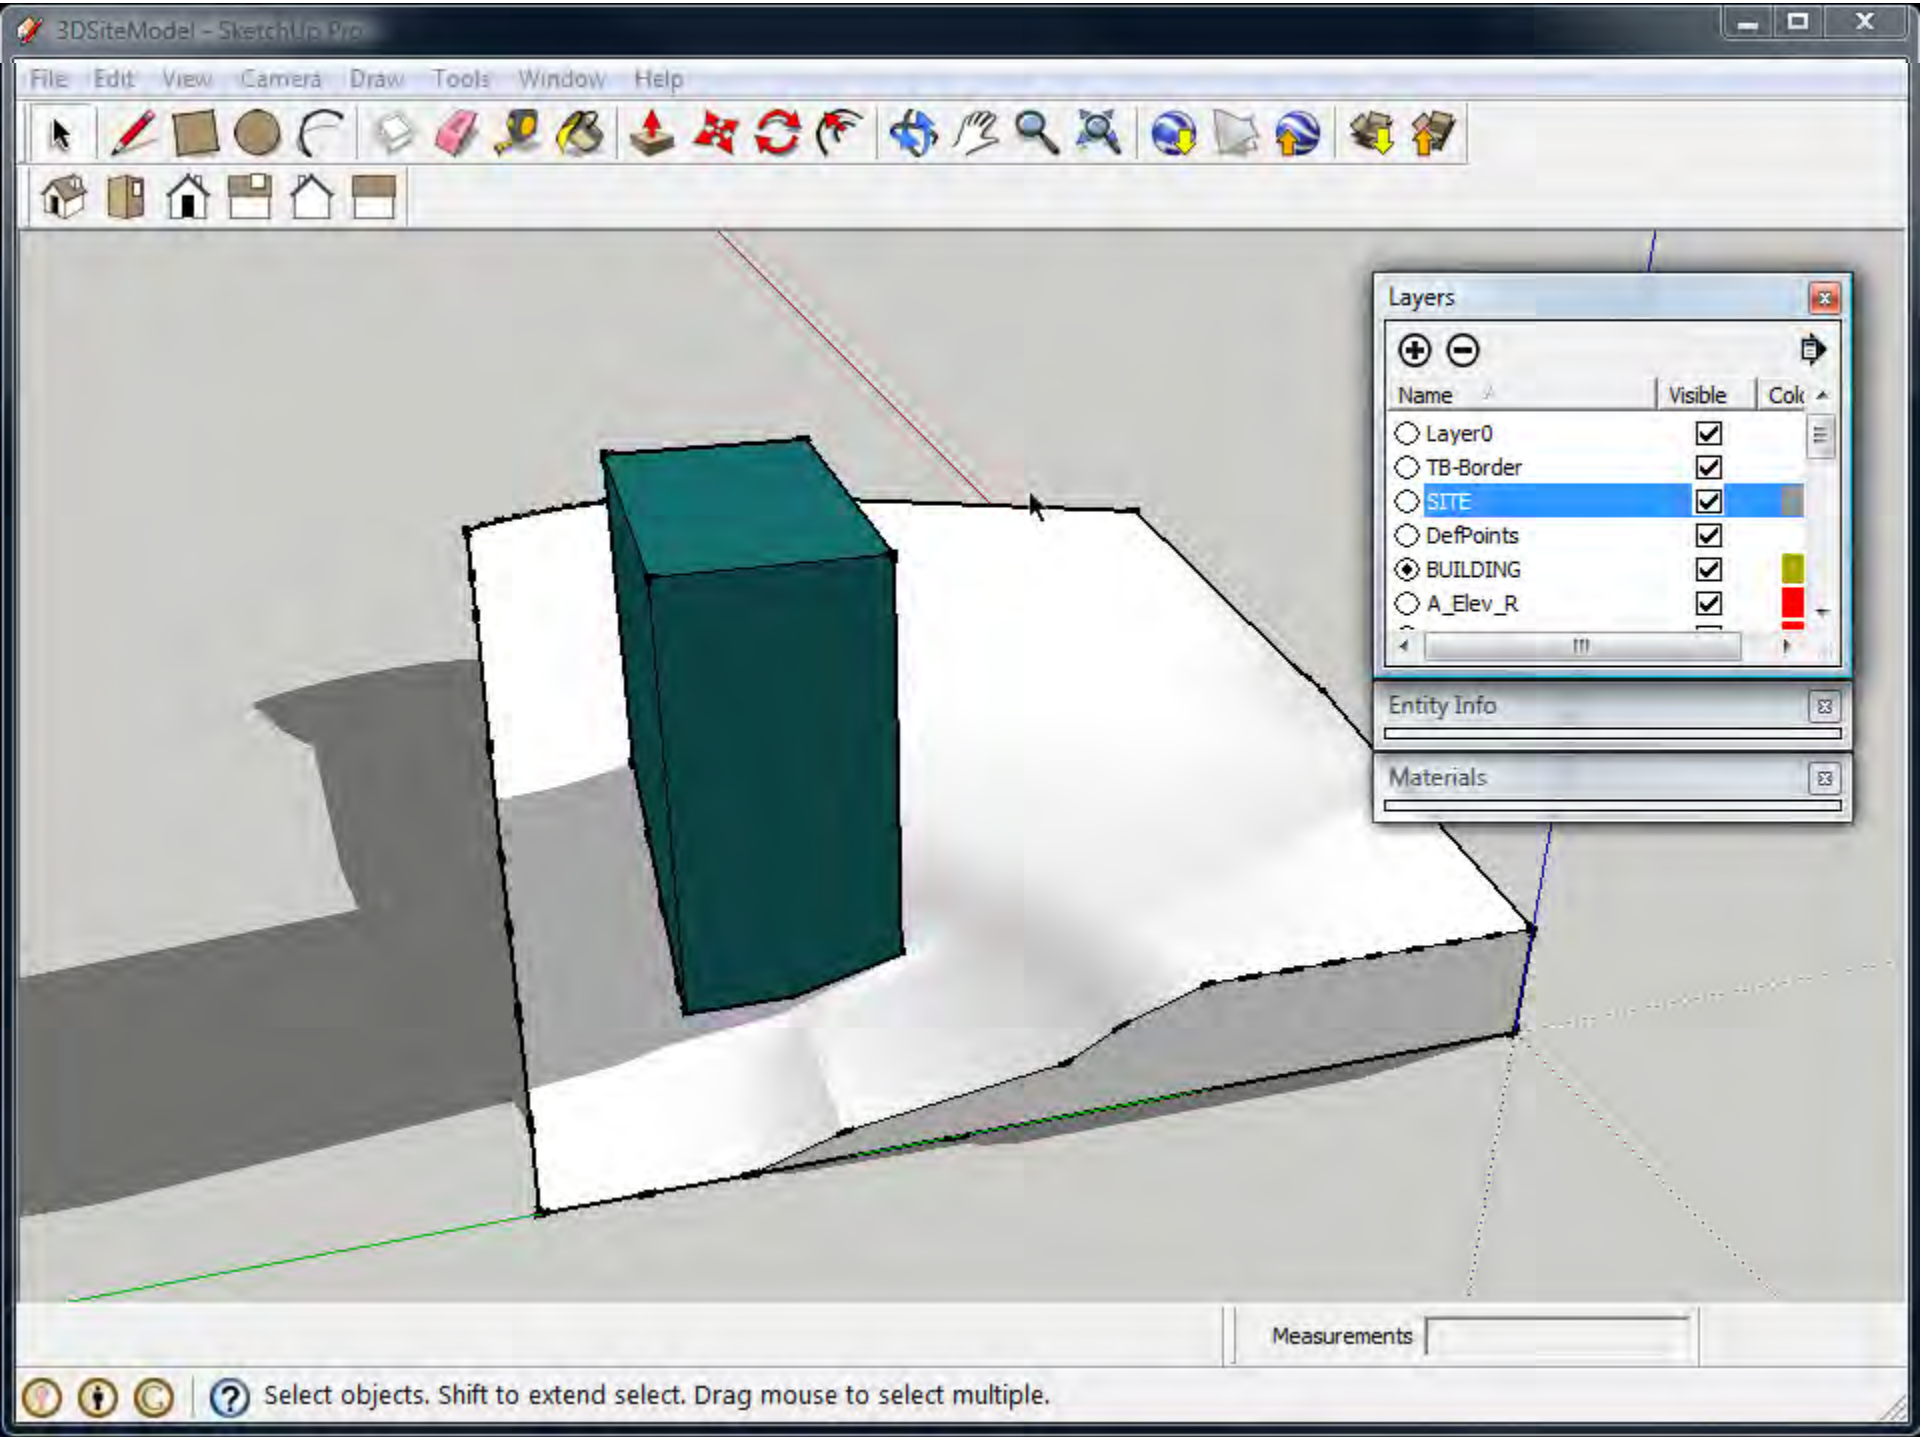 3DSiteModel - SketchUp Pro
File Edit View Camera Draw Tools Window Help
Layers
Name Visible Colo
Layer0
TB-Border
SITE
DefPoints
BUILDING
A_Elev_R
Entity Info
Materials
Measurements
Select objects. Shift to extend select. Drag mouse to select multiple.